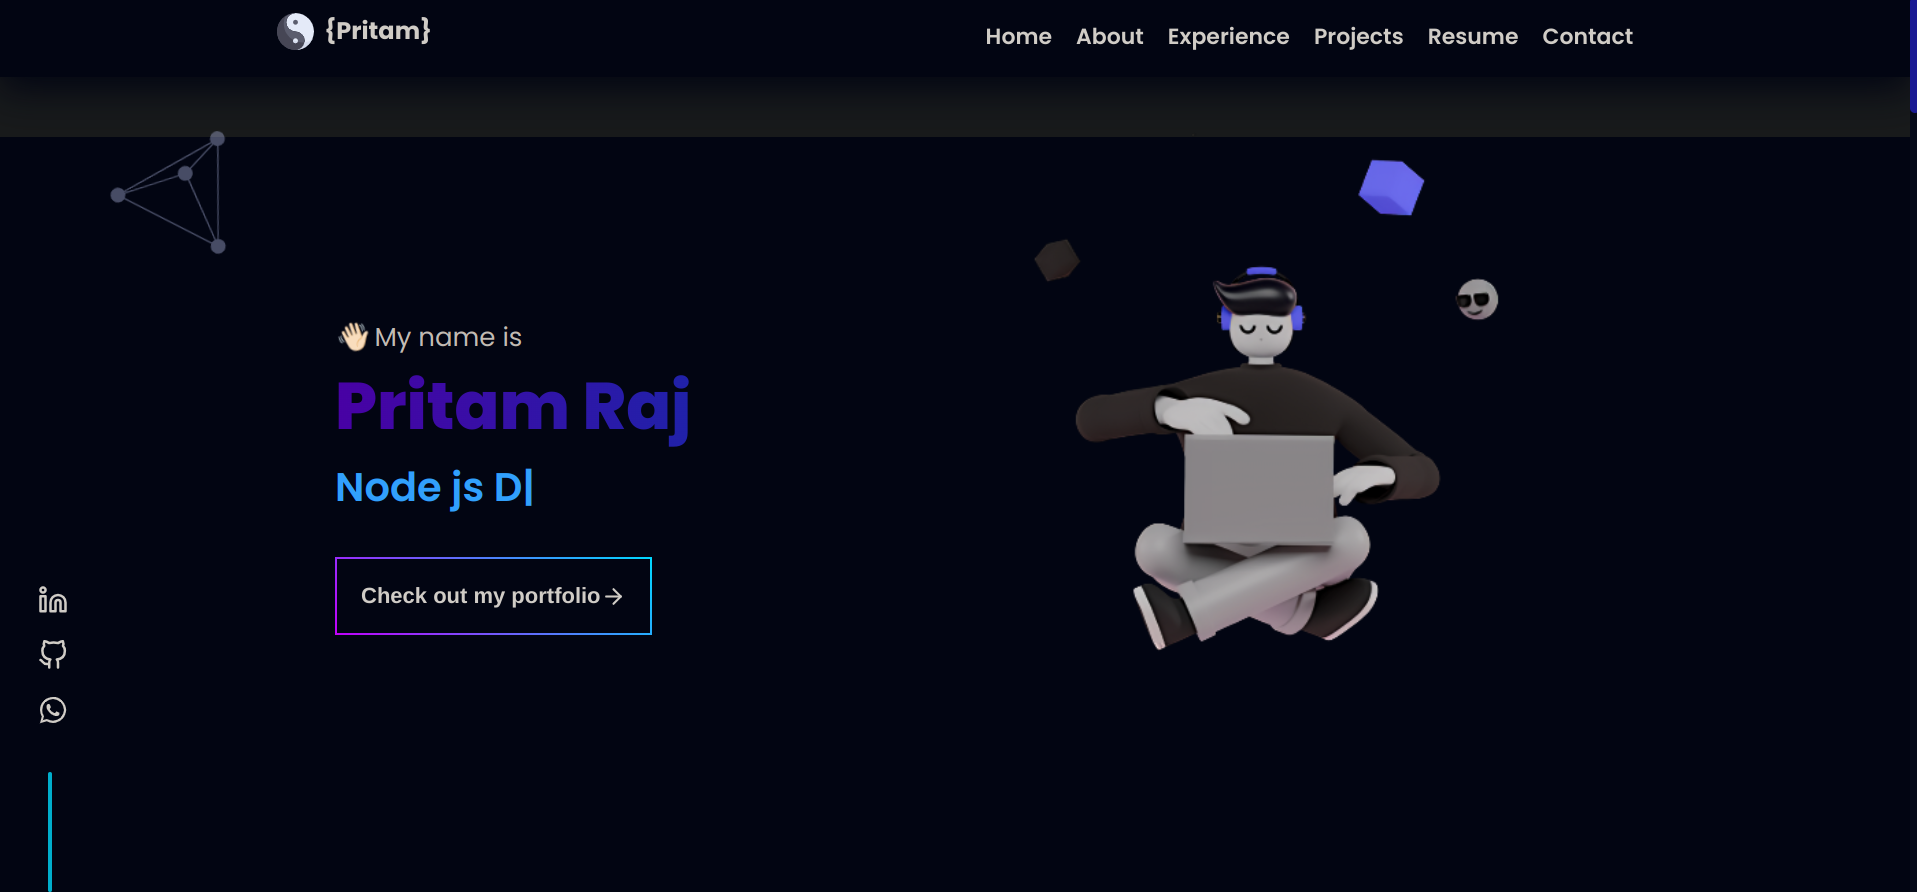 {Pritam}
Home About Experience Projects Resume Contact
👋🏻 My name is
Pritam Raj
Node js D|
Check out my portfolio→